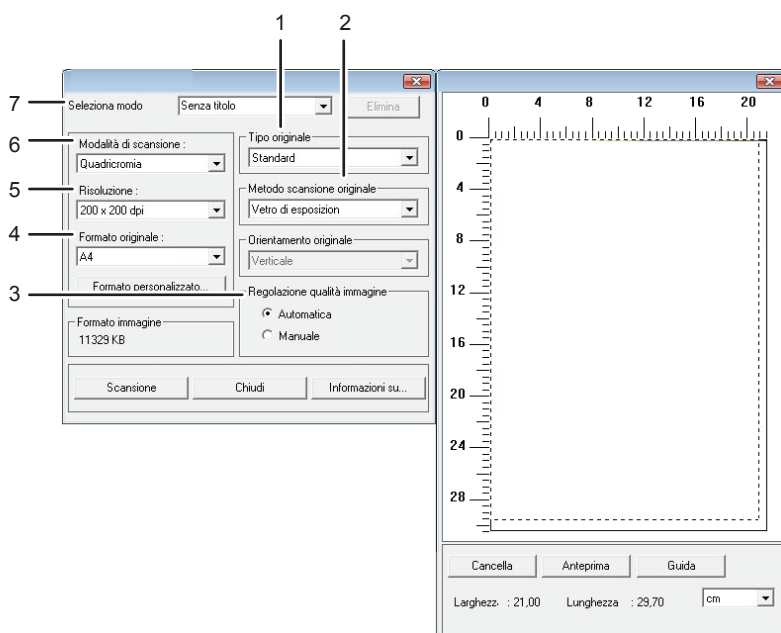 1 2
7 Seleziona modo Senza titolo Elimina
6 Modalità di scansione :
Quadricromia
5 Risoluzione :
200 x 200 dpi
4 Formato originale :
A4
Formato personalizzato...
Formato immagine
11329 KB
Tipo originale
Standard
Metodo scansione originale
Vetro di esposizion
Orientamento originale
Verticale
3 Regolazione qualità immagine
Automatica
Manuale
Scansione Chiudi Informazioni su...
0 4 8 12 16 20
0
4
8
12
16
20
24
28
Cancella Anteprima Guida
Larghezz. : 21,00 Lunghezza : 29,70 cm